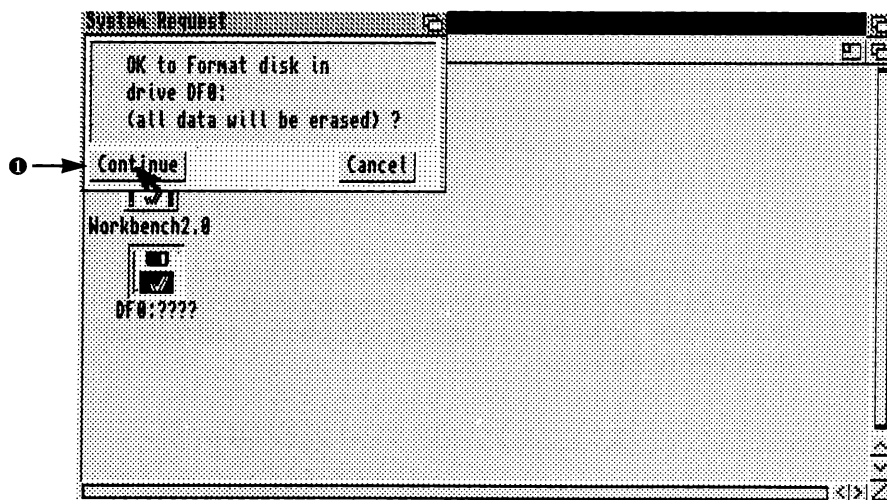 System Request
OK to Format disk in
drive DF0:
(all data will be erased) ?
❶
Continue
Cancel
Workbench2.0
DF0:????